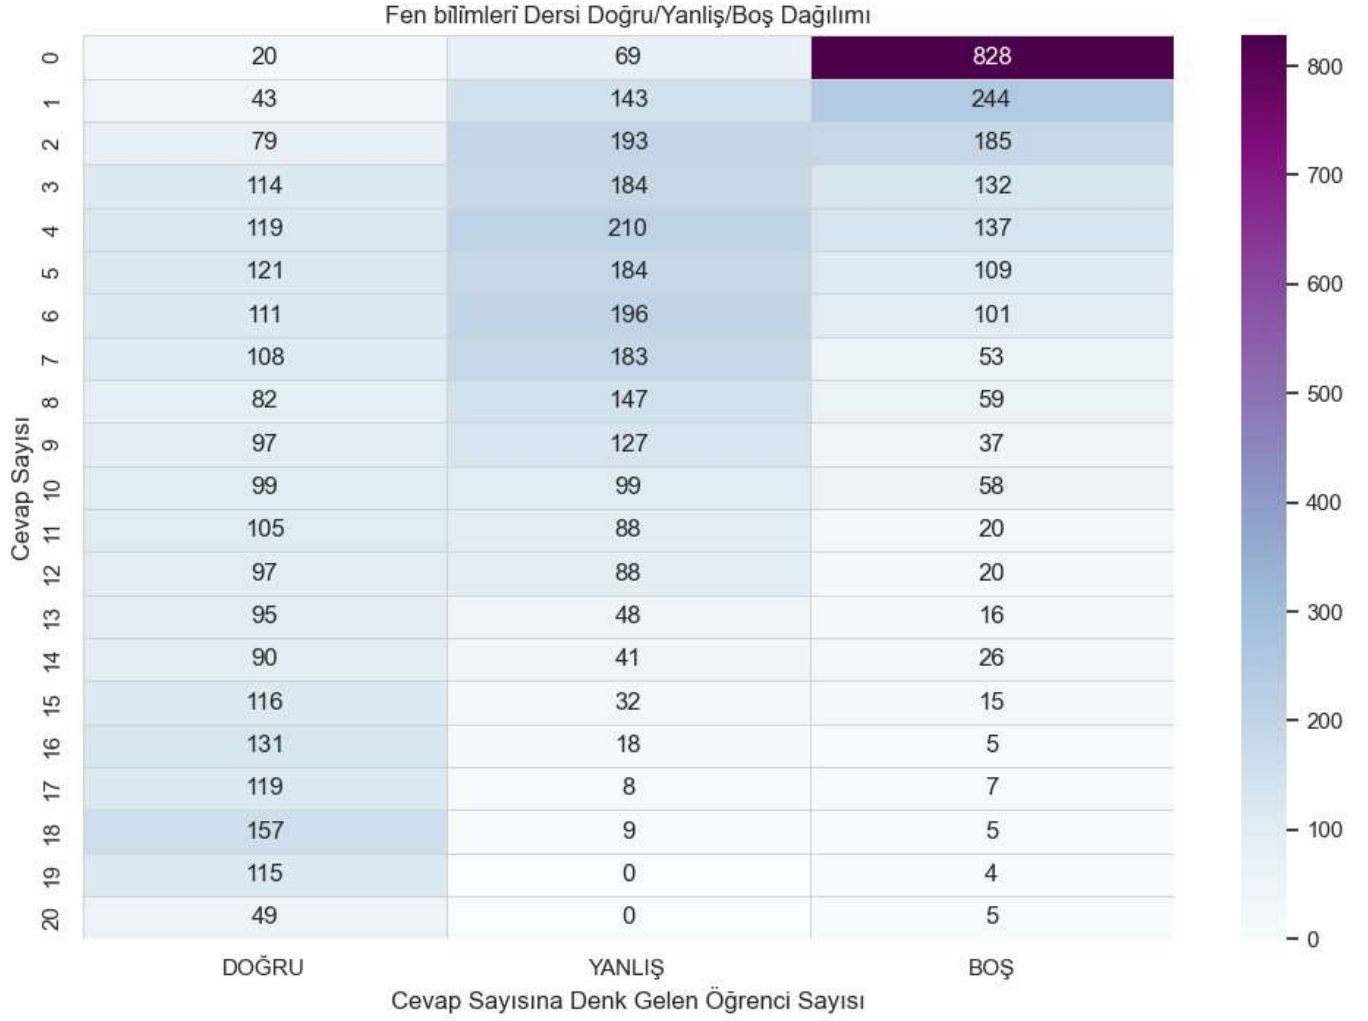 Fen bi̇li̇mleri̇ Dersi Doğru/Yanliş/Boş Dağılımı
0 20 69 828
1 43 143 244
2 79 193 185
3 114 184 132
4 119 210 137
5 121 184 109
6 111 196 101
7 108 183 53
8 82 147 59
9 97 127 37
10 99 99 58
11 105 88 20
12 97 88 20
13 95 48 16
14 90 41 26
15 116 32 15
16 131 18 5
17 119 8 7
18 157 9 5
19 115 0 4
20 49 0 5
DOĞRU YANLIŞ BOŞ
Cevap Sayısına Denk Gelen Öğrenci Sayısı
Cevap Sayısı
800
700
600
500
400
300
200
100
0